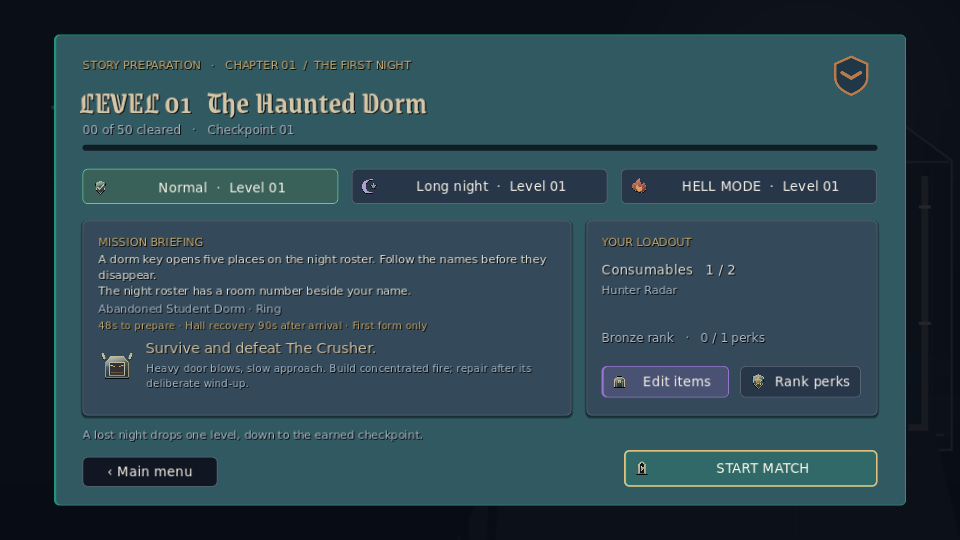 STORY PREPARATION · CHAPTER 01 / THE FIRST NIGHT
LEVEL 01 The Haunted Dorm
00 of 50 cleared · Checkpoint 01
Normal · Level 01
Long night · Level 01
HELL MODE · Level 01
MISSION BRIEFING
A dorm key opens five places on the night roster. Follow the names before they
disappear.
The night roster has a room number beside your name.
Abandoned Student Dorm · Ring
48s to prepare · Hall recovery 90s after arrival · First form only
Survive and defeat The Crusher.
Heavy door blows, slow approach. Build concentrated fire; repair after its
deliberate wind-up.
YOUR LOADOUT
Consumables 1 / 2
Hunter Radar
Bronze rank · 0 / 1 perks
Edit items
Rank perks
A lost night drops one level, down to the earned checkpoint.
‹ Main menu
START MATCH